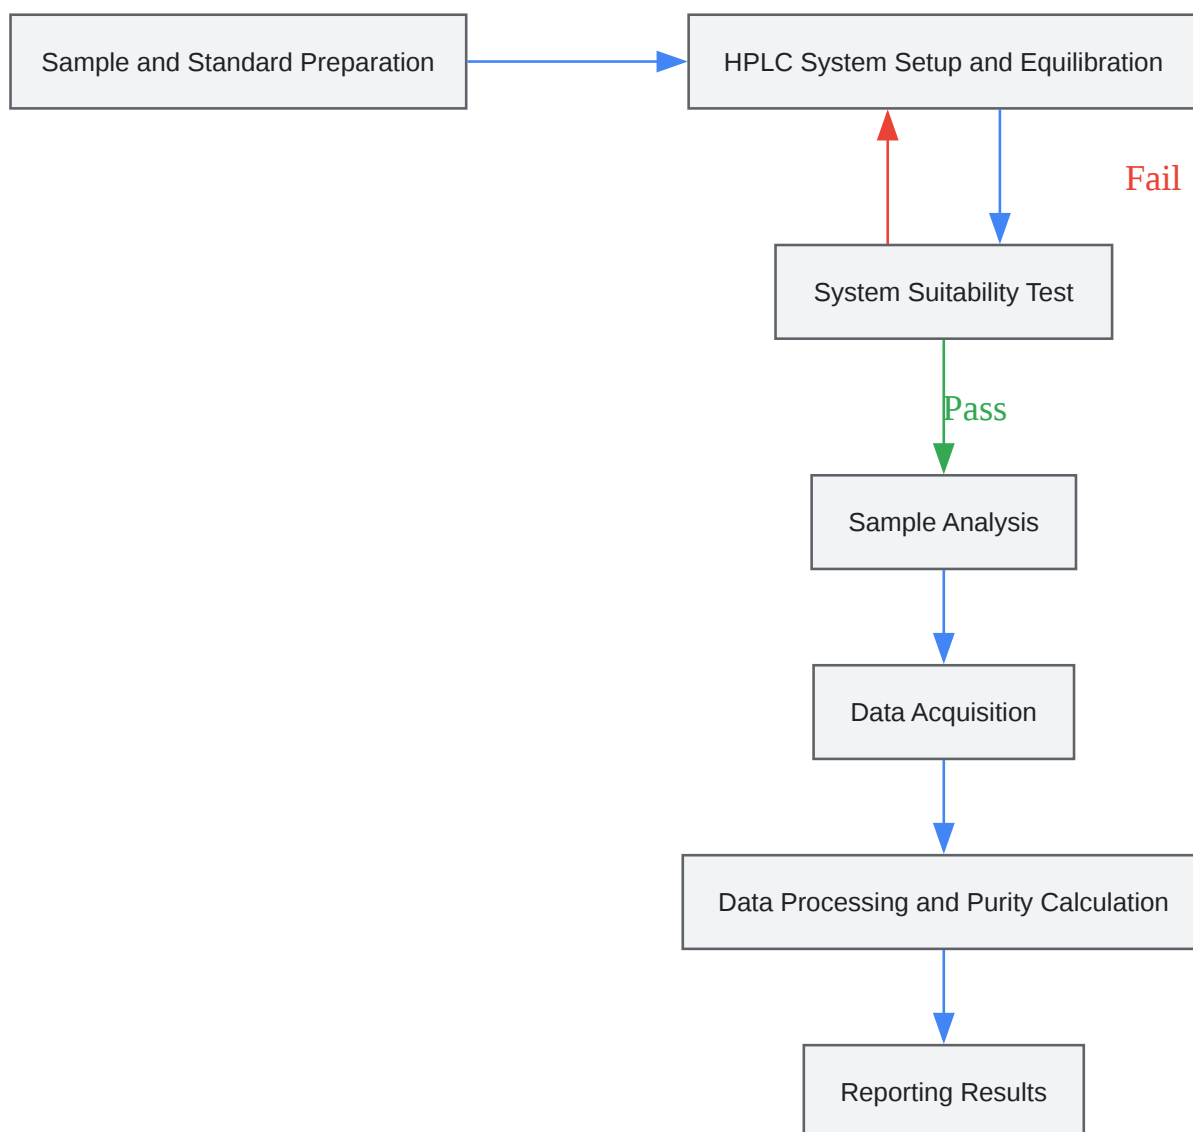 Sample and Standard Preparation
HPLC System Setup and Equilibration
Fail
System Suitability Test
Pass
Sample Analysis
Data Acquisition
Data Processing and Purity Calculation
Reporting Results